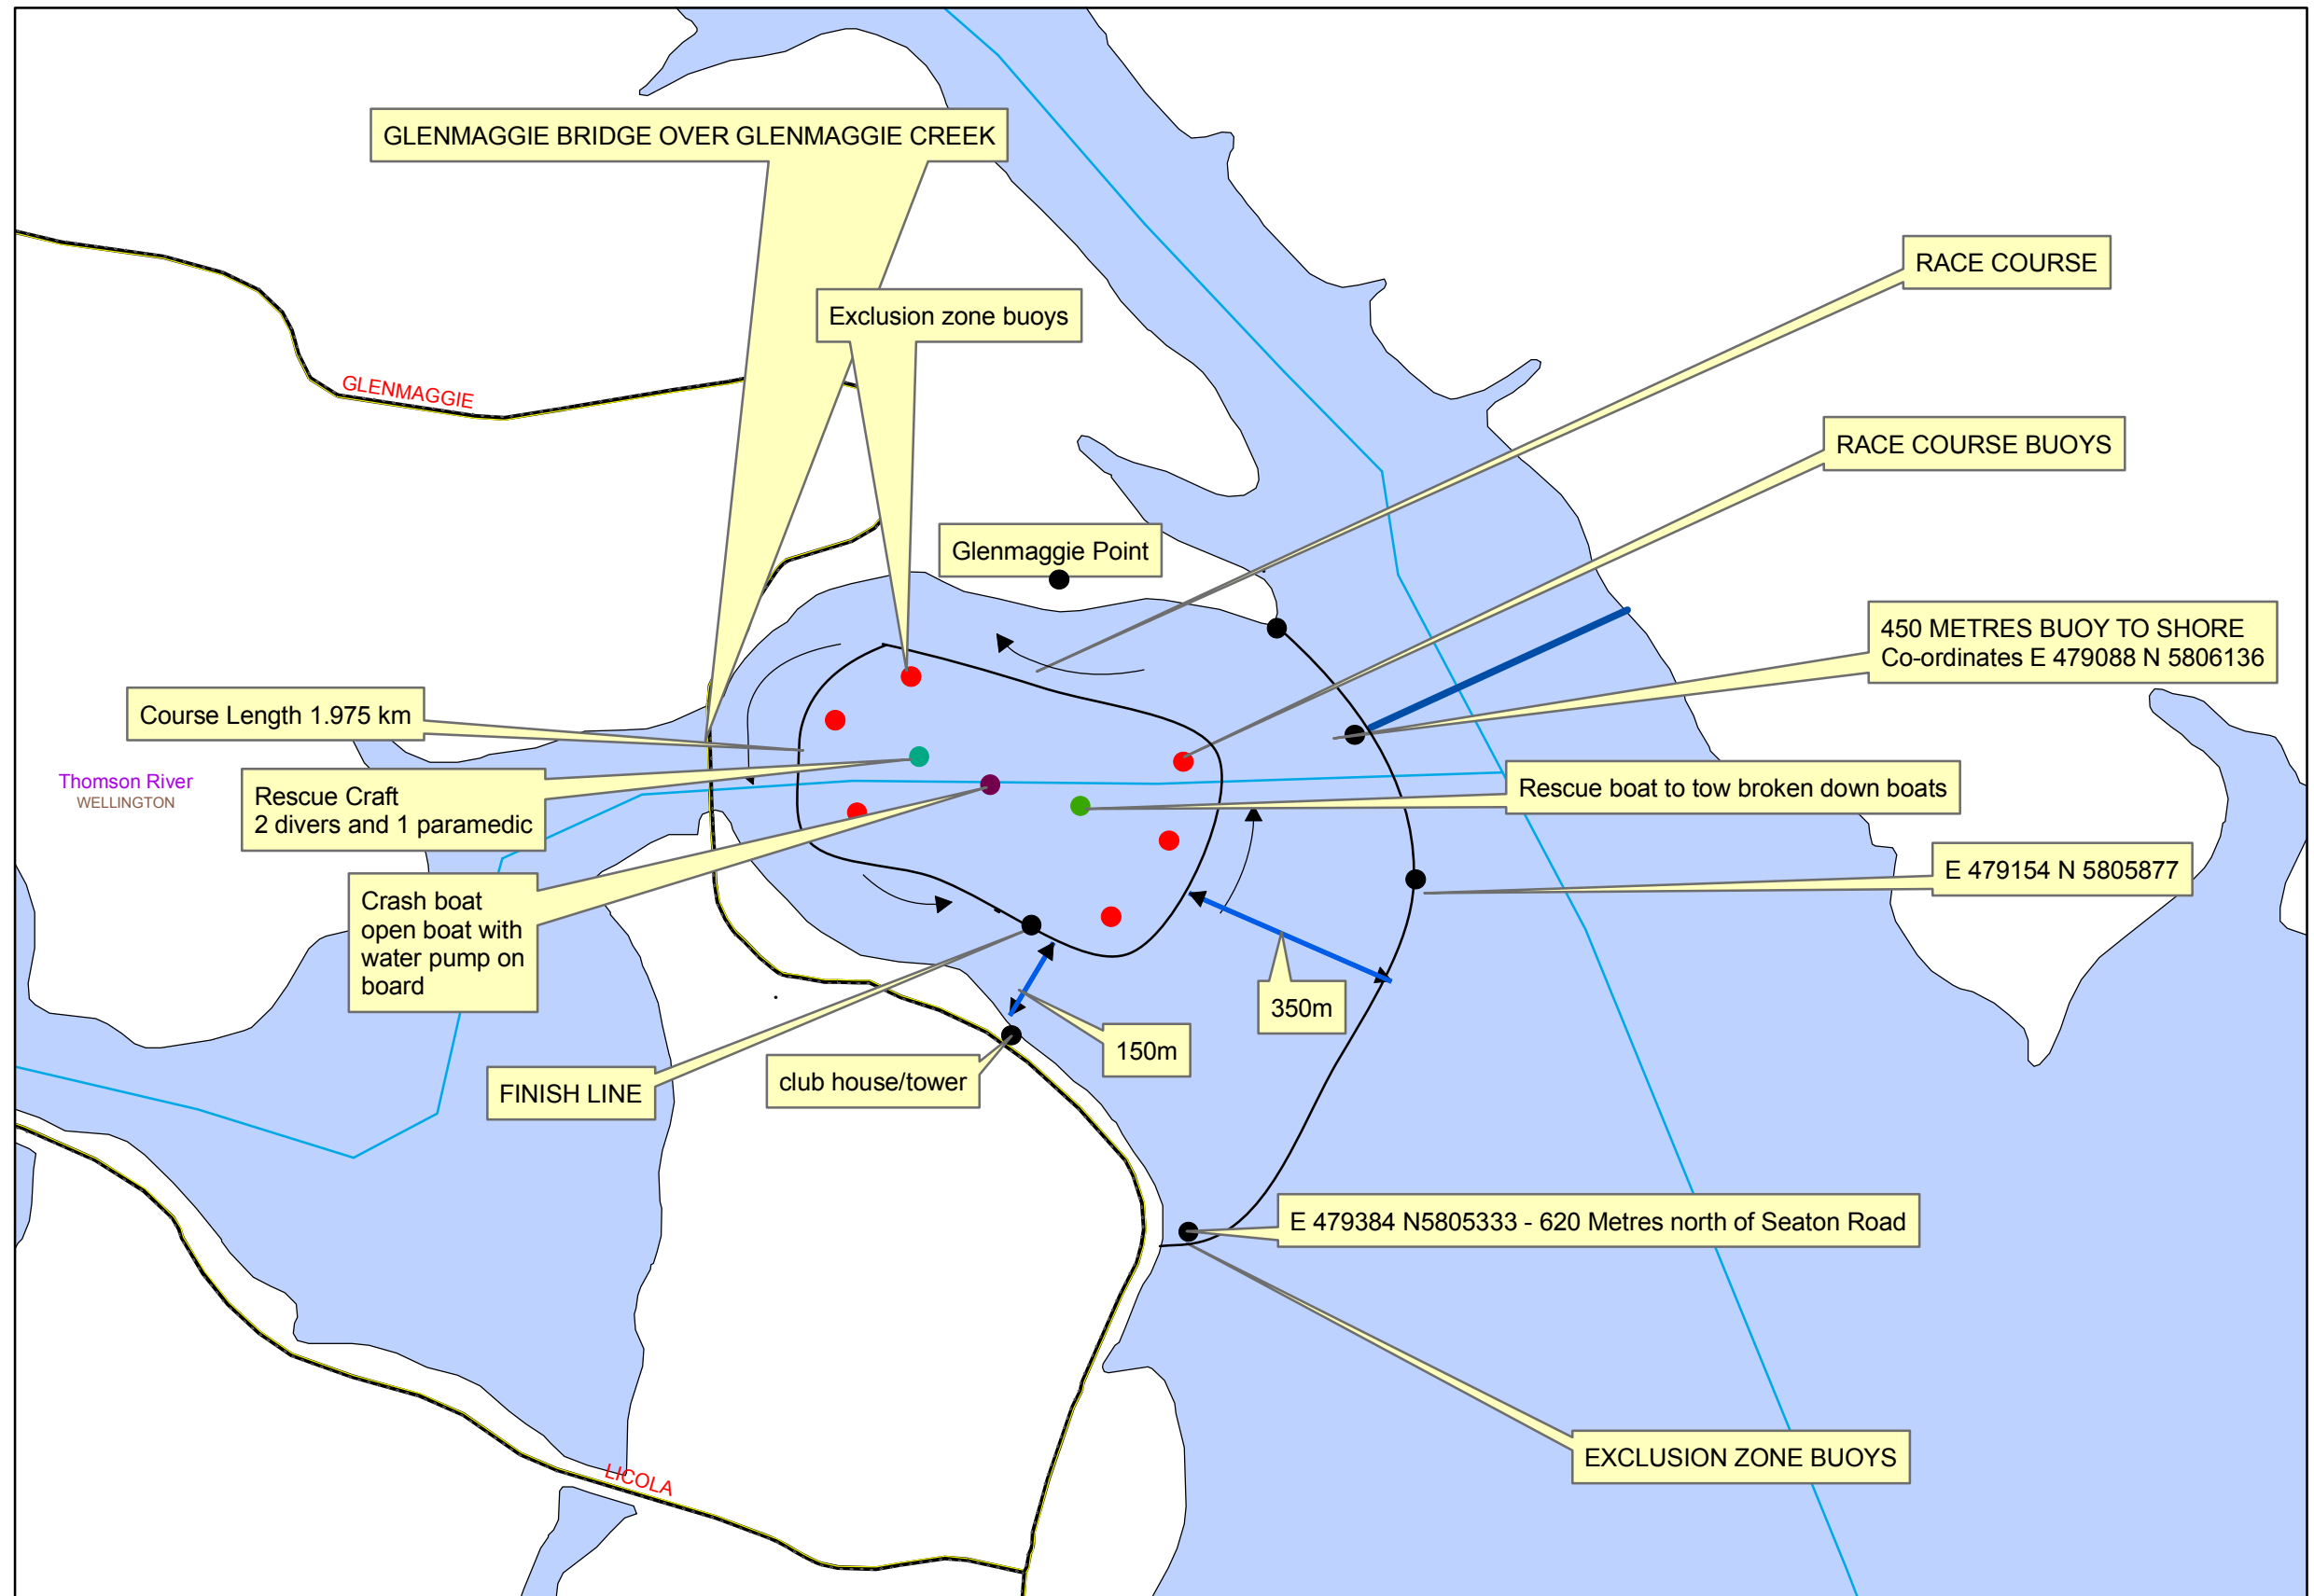 GLENMAGGIE BRIDGE OVER GLENMAGGIE CREEK
RACE COURSE
Exclusion zone buoys
GLENMAGGIE
RACE COURSE BUOYS
Glenmaggie Point
450 METRES BUOY TO SHORE
Co-ordinates E 479088 N 5806136
Course Length 1.975 km
Thomson River
WELLINGTON
Rescue Craft
2 divers and 1 paramedic
Rescue boat to tow broken down boats
E 479154 N 5805877
Crash boat
open boat with
water pump on
board
350m
150m
FINISH LINE
club house/tower
E 479384 N5805333 - 620 Metres north of Seaton Road
EXCLUSION ZONE BUOYS
LICOLA